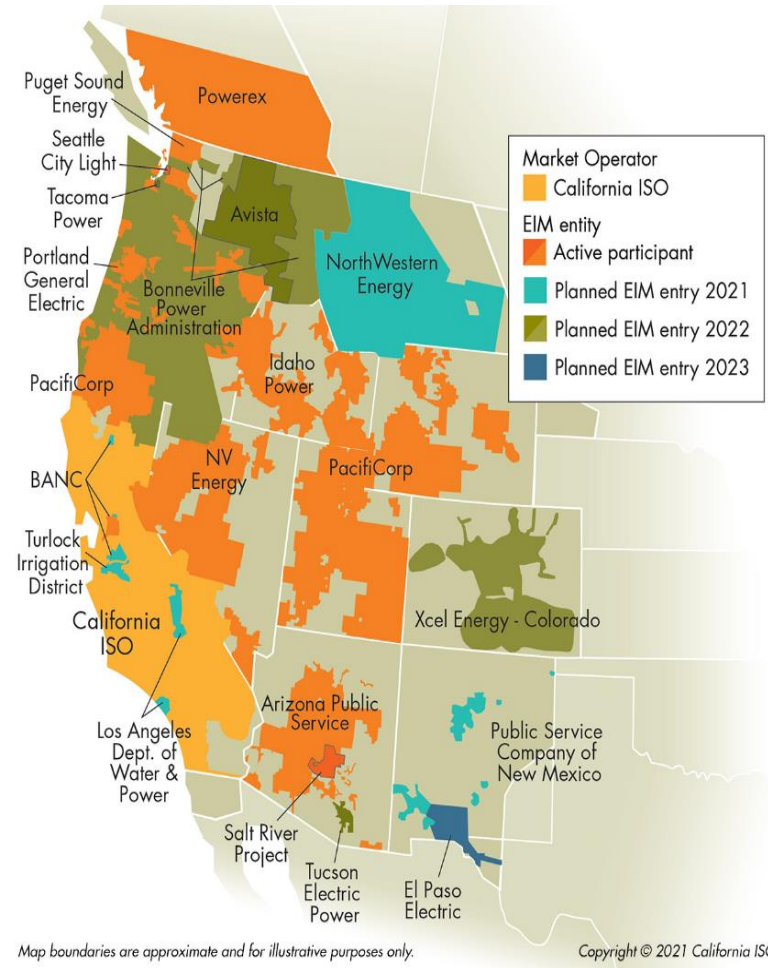 Powerex
Puget Sound
Energy
Seattle
City Light
Tacoma
Power
Avista
Portland
General
Electric
Bonneville
Power
Administration
NorthWestern
Energy
Market Operator
California ISO
EIM entity
Active participant
Planned EIM entry 2021
Planned EIM entry 2022
Planned EIM entry 2023
PacifiCorp
Idaho
Power
NV
Energy
PacifiCorp
BANC
Turlock
Irrigation
District
California
ISO
Xcel Energy - Colorado
Los Angeles
Dept. of
Water &
Power
Arizona Public
Service
Public Service
Company of
New Mexico
Salt River
Project
Tucson
Electric
Power
El Paso
Electric
Map boundaries are approximate and for illustrative purposes only.
Copyright © 2021 California ISO